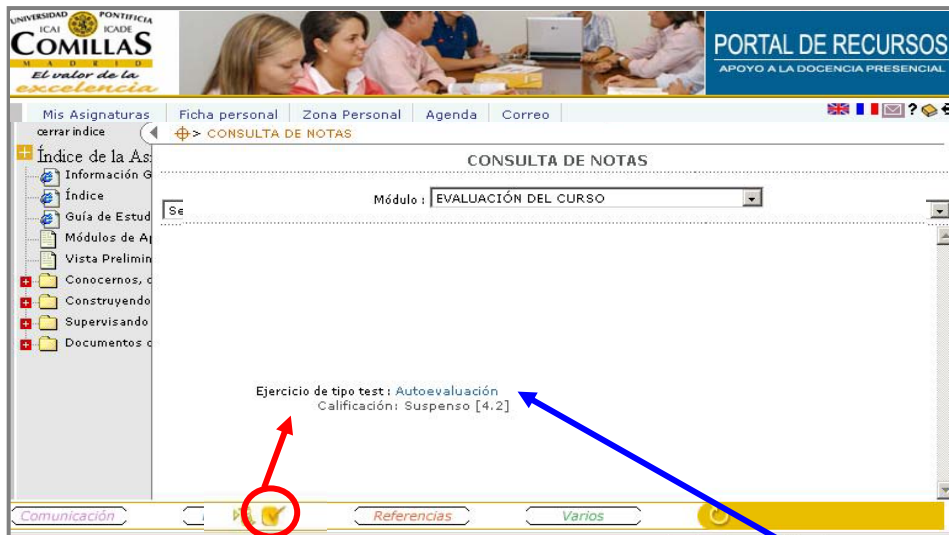 UNIVERSIDAD PONTIFICIA
ICAI ICADE
COMILLAS
M A D R I D
El valor de la
excelencia
PORTAL DE RECURSOS
APOYO A LA DOCENCIA PRESENCIAL
Mis Asignaturas Ficha personal Zona Personal Agenda Correo
cerrar indice > CONSULTA DE NOTAS
Índice de la As
CONSULTA DE NOTAS
Información G
Índice
Módulo : EVALUACIÓN DEL CURSO
Se
Guía de Estud
Módulos de Ap
Vista Prelimin
Conocernos, c
Construyendo
Supervisando
Documentos d
Ejercicio de tipo test : Autoevaluación
Calificación: Suspenso [4.2]
Comunicación Referencias Varios